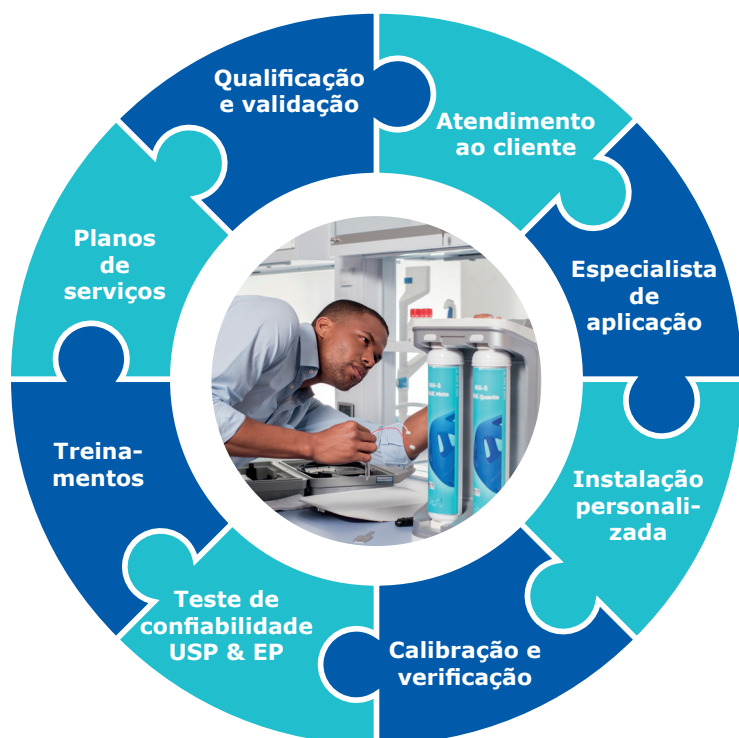 Qualificação
e validação
Atendimento
ao cliente
Especialista
de
aplicação
Instalação
personali-
zada
Calibração e
verificação
Teste de
confiabilidade
USP & EP
Treina-
mentos
Planos
de
serviços